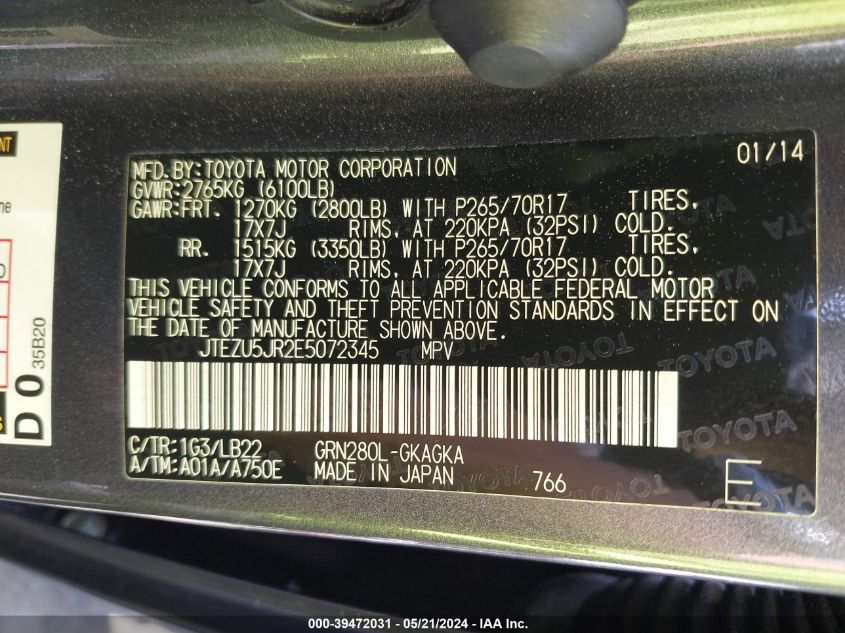 01/14
MFD.BY:TOYOTA MOTOR CORPORATION
GVWR:2765KG (6100LB)
GAWR:FRT. 1270KG (2800LB) WITH P265/70R17 TIRES,
17X7J RIMS, AT 220KPA (32PSI) COLD.
RR. 1515KG (3350LB) WITH P265/70R17 TIRES,
17X7J RIMS, AT 220KPA (32PSI) COLD.
THIS VEHICLE CONFORMS TO ALL APPLICABLE FEDERAL MOTOR
VEHICLE SAFETY AND THEFT PREVENTION STANDARDS IN EFFECT ON
THE DATE OF MANUFACTURE SHOWN ABOVE.
JTEZU5JR2E5072345 MPV
C/TR:1G3/LB22 GRN280L-GKAGKA
A/TM:A01A/A750E MADE IN JAPAN 766 E
TOYOTA
D0
35B20
000-39472031 - 05/21/2024 - IAA Inc.